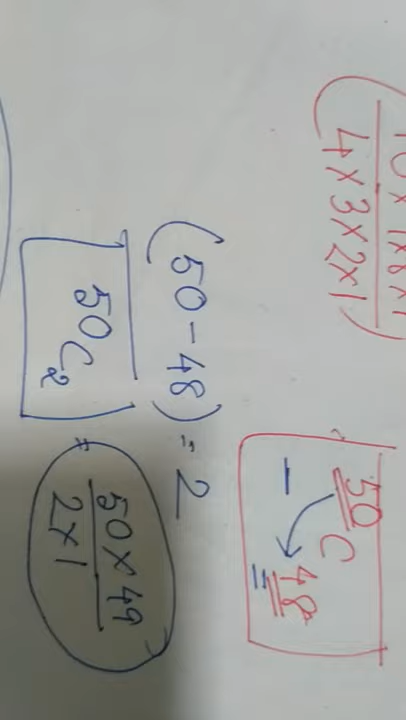 4×3×2×1
50C48
(50-48) = 2
50C2 = 50×49
2×1